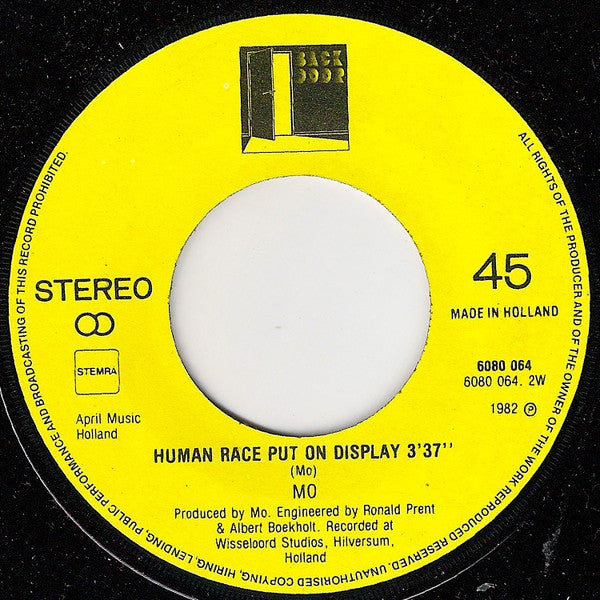 BACK
DOOR
STEREO
45
MADE IN HOLLAND
STEMRA
6080 064
6080 064. 2W
1982 Ⓟ
April Music
Holland
HUMAN RACE PUT ON DISPLAY 3'37''
(Mo)
MO
Produced by Mo. Engineered by Ronald Prent
& Albert Boekholt. Recorded at
Wisseloord Studios, Hilversum,
Holland
ALL RIGHTS OF THE PRODUCER AND OF THE OWNER OF THE WORK REPRODUCED RESERVED. UNAUTHORISED COPYING, HIRING, LENDING, PUBLIC PERFORMANCE AND BROADCASTING OF THIS RECORD PROHIBITED.